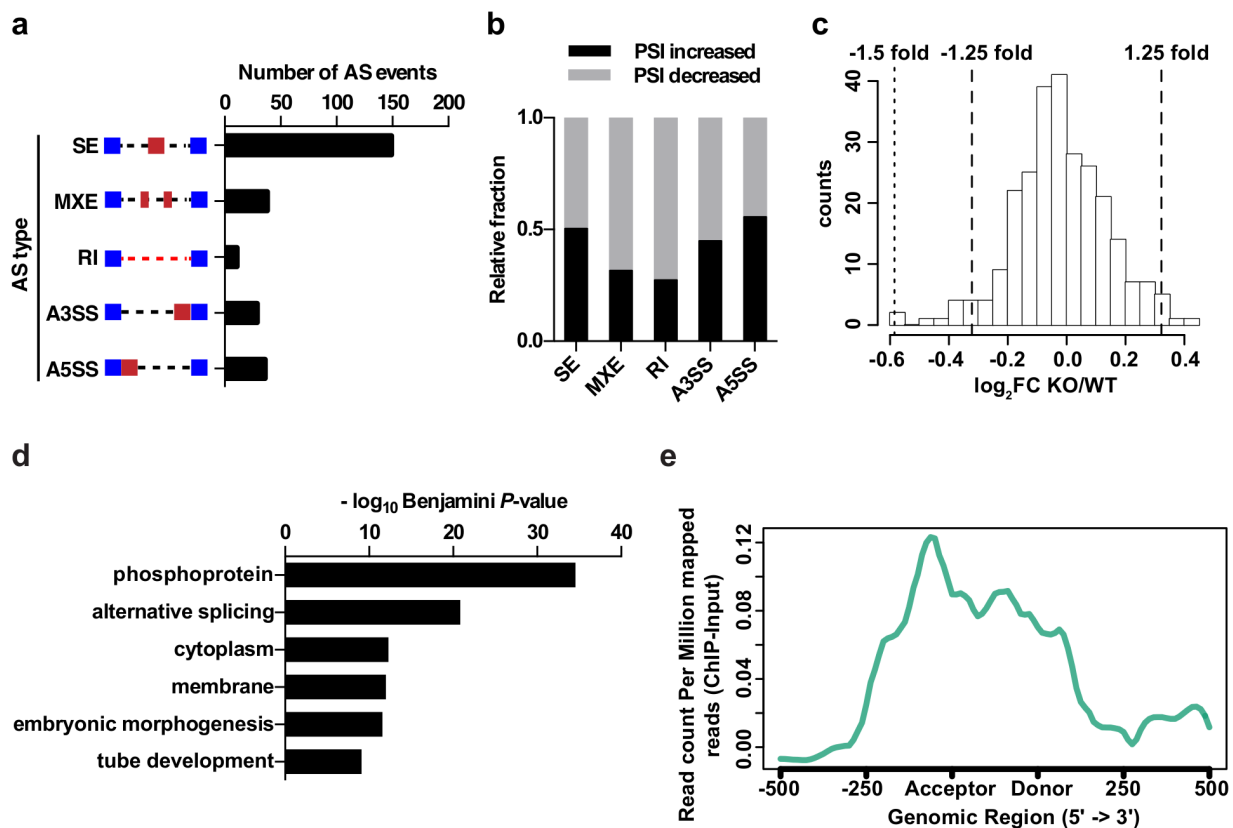 a
Number of AS events
0 50 100 150 200
AS type
SE
MXE
RI
A3SS
A5SS
b
PSI increased
PSI decreased
Relative fraction
1.0
0.5
0.0
SE MXE RI A3SS A5SS
c
-1.5 fold -1.25 fold 1.25 fold
counts
40
30
20
10
0
-0.6 -0.4 -0.2 0.0 0.2 0.4
log₂FC KO/WT
d
- log₁₀ Benjamini P-value
0 10 20 30 40
phosphoprotein
alternative splicing
cytoplasm
membrane
embryonic morphogenesis
tube development
e
Read count Per Million mapped
reads (ChIP-Input)
0.12
0.08
0.04
0.00
-500 -250 Acceptor Donor 250 500
Genomic Region (5' -> 3')